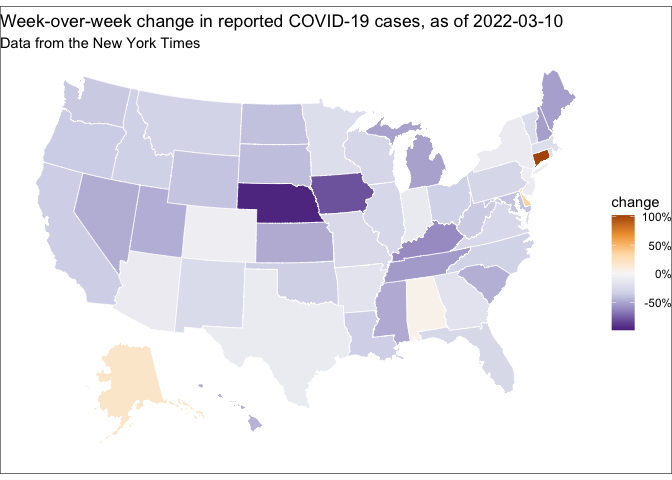 Week-over-week change in reported COVID-19 cases, as of 2022-03-10
Data from the New York Times
change
100%
50%
0%
-50%